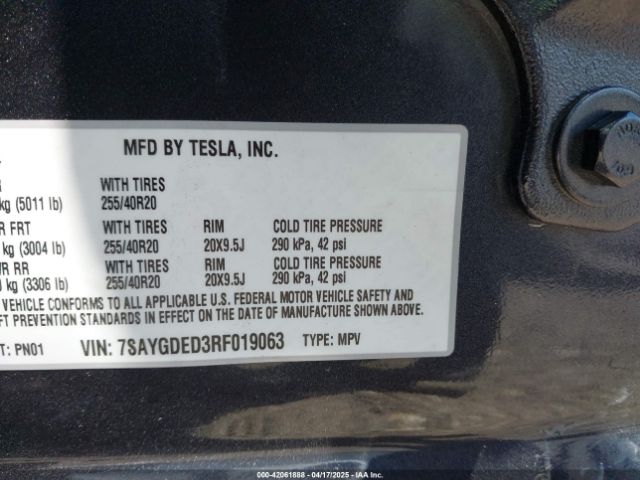 MFD BY TESLA, INC.
R WITH TIRES
kg (5011 lb) 255/40R20
R FRT WITH TIRES RIM COLD TIRE PRESSURE
kg (3004 lb) 255/40R20 20X9.5J 290 kPa, 42 psi
R RR WITH TIRES RIM COLD TIRE PRESSURE
kg (3306 lb) 255/40R20 20X9.5J 290 kPa, 42 psi
VEHICLE CONFORMS TO ALL APPLICABLE U.S. FEDERAL MOTOR VEHICLE SAFETY AND
FT PREVENTION STANDARDS IN EFFECT ON THE DATE OF MANUFACTURE SHOWN ABOVE.
T: PN01 VIN: 7SAYGDED3RF019063 TYPE: MPV
000-42061888 - 04/17/2025 - IAAI.COM